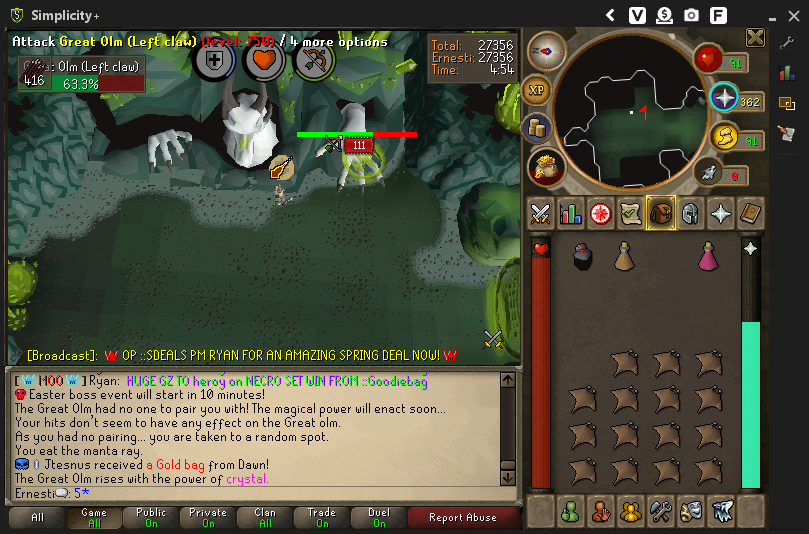 Simplicity+
Attack Great Olm (Left claw) (level: 750) / 4 more options
Olm (Left claw)
416
63.3%
Total: 27356
Ernesti: 27356
Time: 4:54
111
XP
91
362
91
0
[Broadcast]: OP ::SDEALS PM RYAN FOR AN AMAZING SPRING DEAL NOW!
[MOO] Ryan: HUGE GZ TO heroy on NECRO SET WIN FROM ::Goodiebag
Easter boss event will start in 10 minutes!
The Great Olm had no one to pair you with! The magical power will enact soon...
Your hits don't seem to have any effect on the Great olm.
As you had no pairing... you are taken to a random spot.
You eat the manta ray.
Jtesnus received a Gold bag from Dawn!
The Great Olm rises with the power of crystal.
Ernesti: 5*
All
Game
All
Public
On
Private
On
Clan
All
Trade
On
Duel
On
Report Abuse